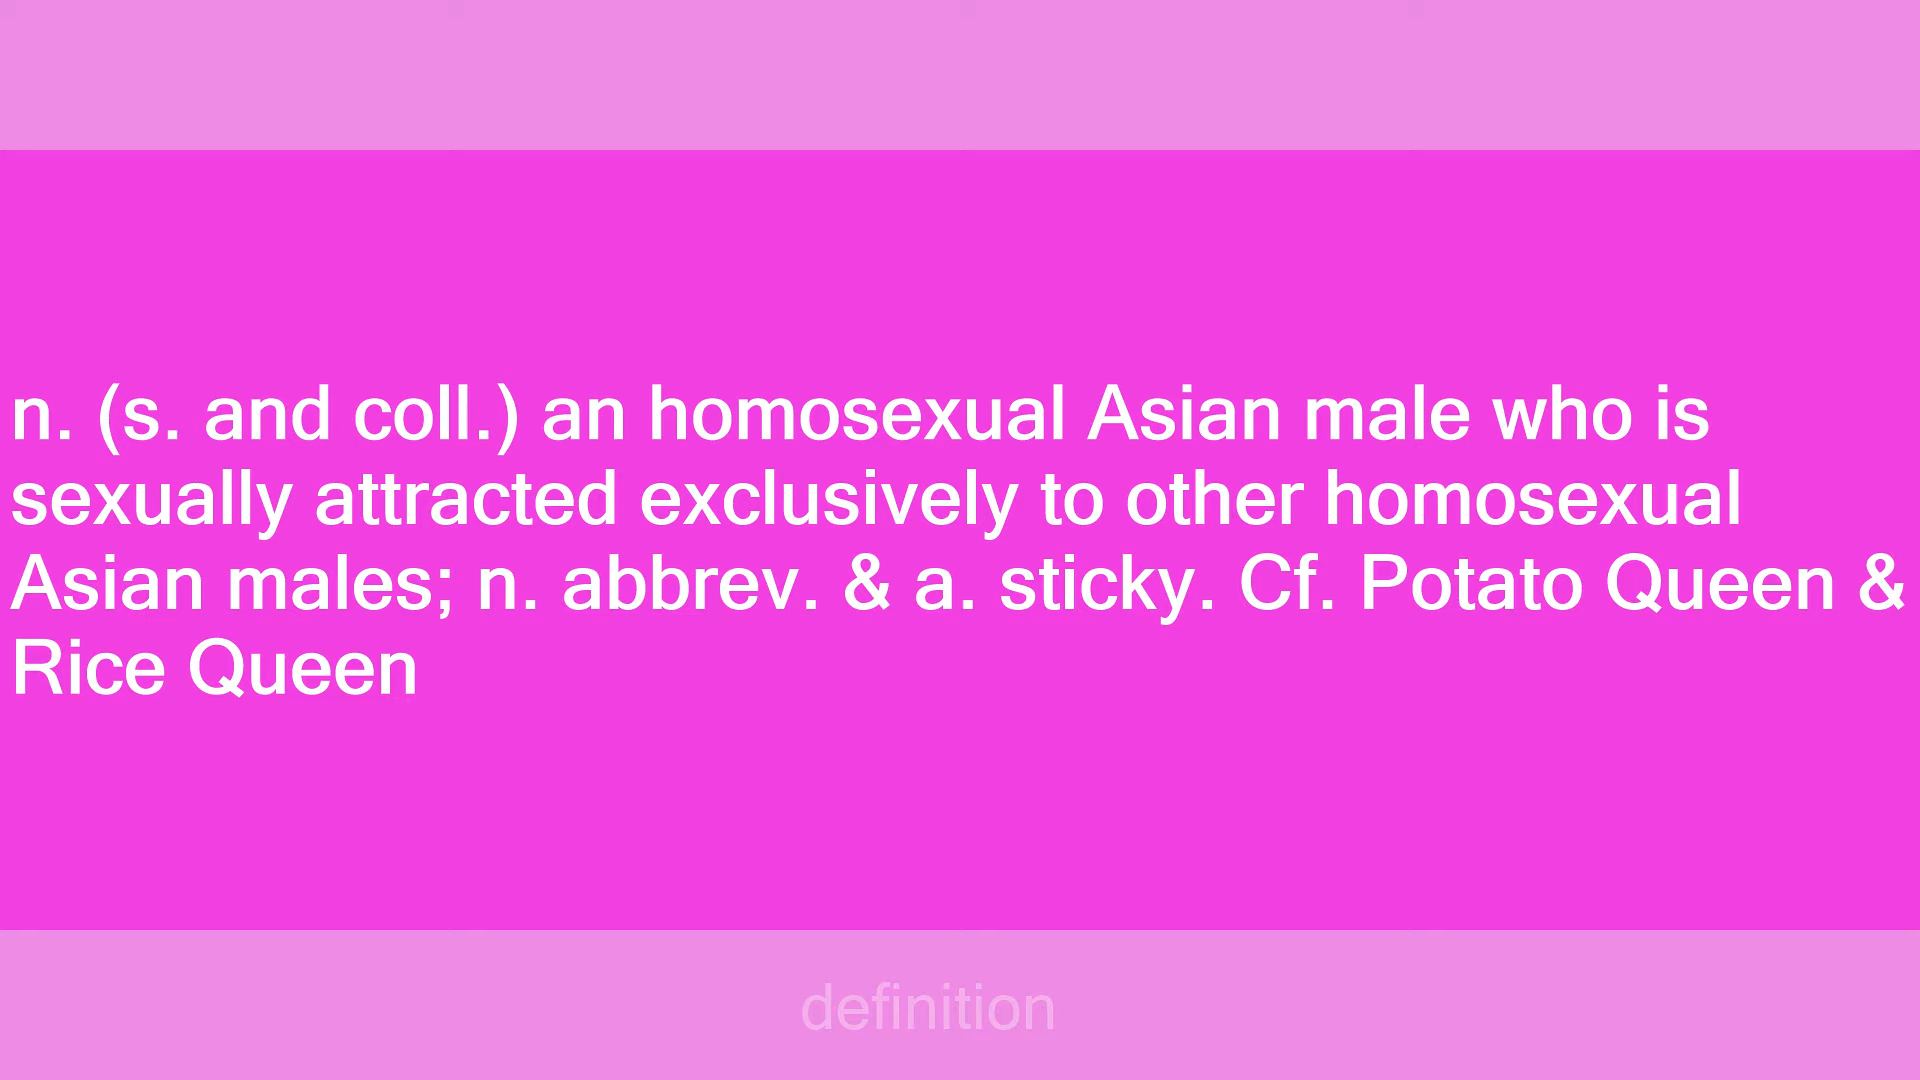 n. (s. and coll.) an homosexual Asian male who is
sexually attracted exclusively to other homosexual
Asian males; n. abbrev. & a. sticky. Cf. Potato Queen &
Rice Queen
definition